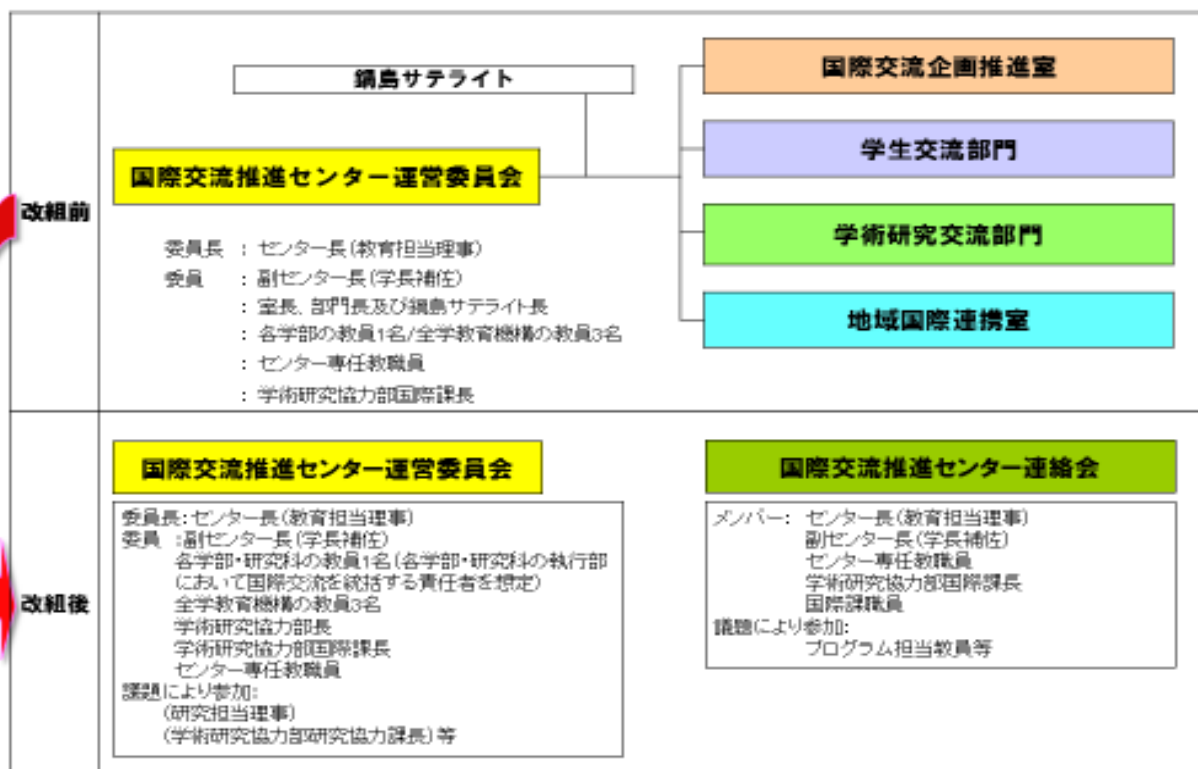 改組前
鍋島サテライト
国際交流推進センター運営委員会
委員長 : センター長(教育担当理事)
委員 : 副センター長(学長補佐)
: 室長、部門長及び鍋島サテライト長
: 各学部の教員1名/全学教育機構の教員3名
: センター専任教職員
: 学術研究協力部国際課長
国際交流企画推進室
学生交流部門
学術研究交流部門
地域国際連携室
改組後
国際交流推進センター運営委員会
委員長:センター長(教育担当理事)
委員 :副センター長(学長補佐)
各学部・研究科の教員1名(各学部・研究科の執行部
において国際交流を統括する責任者を想定)
全学教育機構の教員3名
学術研究協力部長
学術研究協力部国際課長
センター専任教職員
課題により参加:
(研究担当理事)
(学術研究協力部研究協力課長)等
国際交流推進センター連絡会
メンバー: センター長(教育担当理事)
副センター長(学長補佐)
センター専任教職員
学術研究協力部国際課長
国際課職員
議題により参加:
プログラム担当教員等